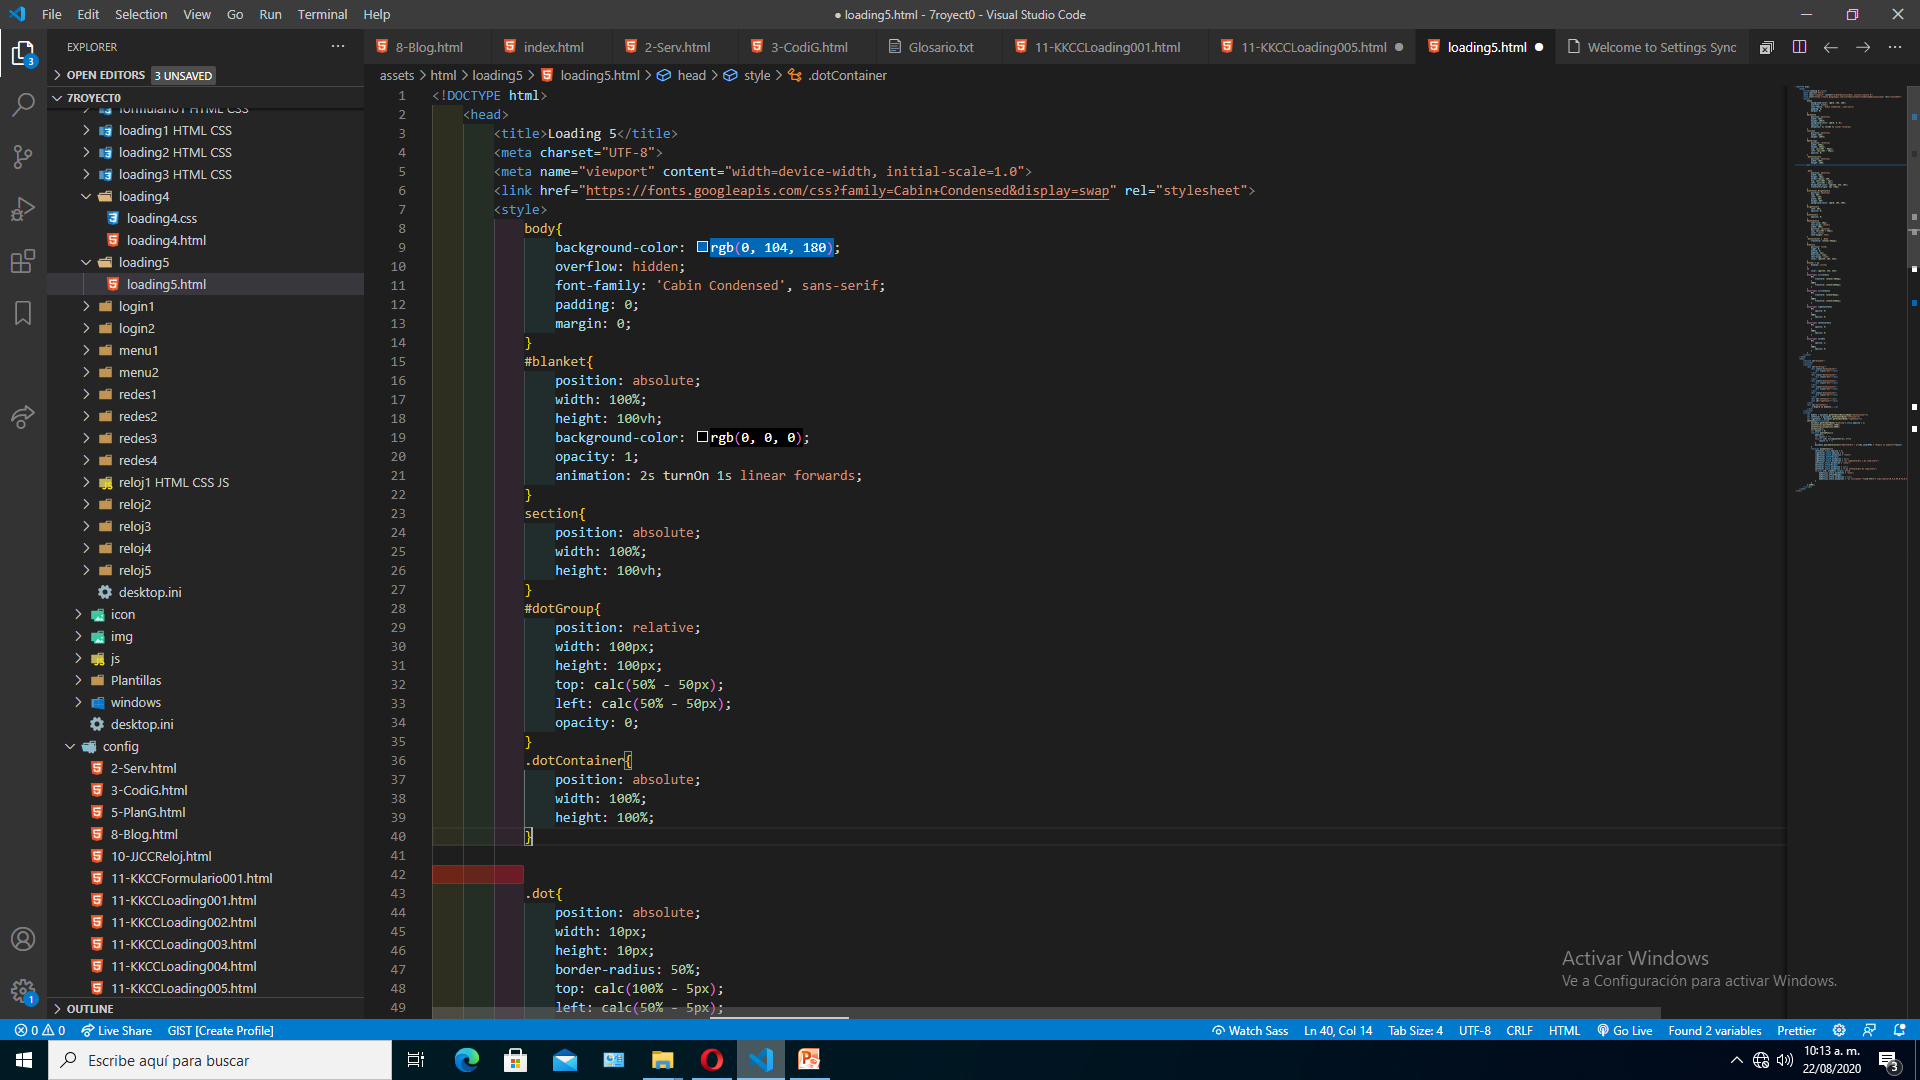 File Edit Selection View Go Run Terminal Help
● loading5.html - 7royect0 - Visual Studio Code
EXPLORER
OPEN EDITORS 3 UNSAVED
7ROYECT0
formulario1 HTML CSS
loading1 HTML CSS
loading2 HTML CSS
loading3 HTML CSS
loading4
loading4.css
loading4.html
loading5
loading5.html
login1
login2
menu1
menu2
redes1
redes2
redes3
redes4
reloj1 HTML CSS JS
reloj2
reloj3
reloj4
reloj5
desktop.ini
icon
img
js
Plantillas
windows
desktop.ini
config
2-Serv.html
3-CodiG.html
5-PlanG.html
8-Blog.html
10-JJCCReloj.html
11-KKCCFormulario001.html
11-KKCCLoading001.html
11-KKCCLoading002.html
11-KKCCLoading003.html
11-KKCCLoading004.html
11-KKCCLoading005.html
OUTLINE
3
1
8-Blog.html index.html 2-Serv.html 3-CodiG.html Glosario.txt 11-KKCCLoading001.html 11-KKCCLoading005.html ● loading5.html ● Welcome to Settings Sync
assets > html > loading5 > loading5.html > head > style > .dotContainer
1 <!DOCTYPE html>
2 <head>
3 <title>Loading 5</title>
4 <meta charset="UTF-8">
5 <meta name="viewport" content="width=device-width, initial-scale=1.0">
6 <link href="https://fonts.googleapis.com/css?family=Cabin+Condensed&display=swap" rel="stylesheet">
7 <style>
8 body{
9 background-color: rgb(0, 104, 180);
10 overflow: hidden;
11 font-family: 'Cabin Condensed', sans-serif;
12 padding: 0;
13 margin: 0;
14 }
15 #blanket{
16 position: absolute;
17 width: 100%;
18 height: 100vh;
19 background-color: rgb(0, 0, 0);
20 opacity: 1;
21 animation: 2s turnOn 1s linear forwards;
22 }
23 section{
24 position: absolute;
25 width: 100%;
26 height: 100vh;
27 }
28 #dotGroup{
29 position: relative;
30 width: 100px;
31 height: 100px;
32 top: calc(50% - 50px);
33 left: calc(50% - 50px);
34 opacity: 0;
35 }
36 .dotContainer{
37 position: absolute;
38 width: 100%;
39 height: 100%;
40 }
41
42
43 .dot{
44 position: absolute;
45 width: 10px;
46 height: 10px;
47 border-radius: 50%;
48 top: calc(100% - 5px);
49 left: calc(50% - 5px);
Activar Windows
Ve a Configuración para activar Windows.
0 0 Live Share GIST [Create Profile] Watch Sass Ln 40, Col 14 Tab Size: 4 UTF-8 CRLF HTML Go Live Found 2 variables Prettier
Escribe aquí para buscar
10:13 a. m.
22/08/2020
3